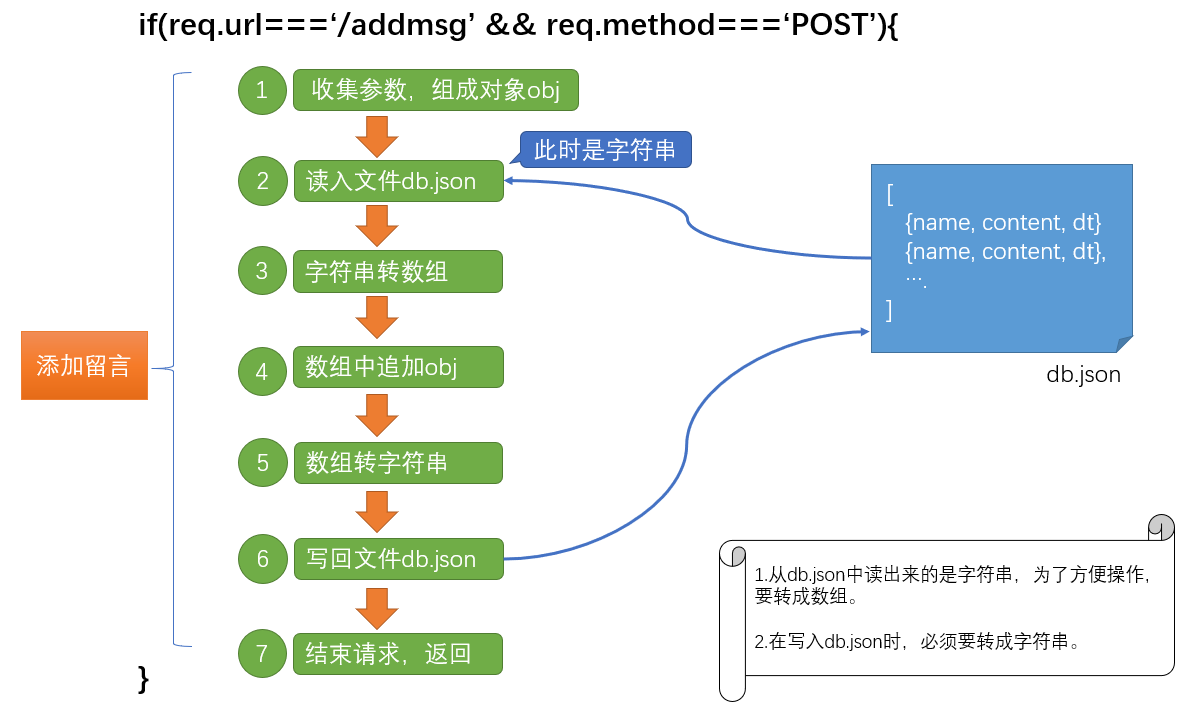 if(req.url===‘/addmsg’ && req.method===‘POST’){
添加留言
1
收集参数，组成对象obj
2
读入文件db.json
此时是字符串
3
字符串转数组
4
数组中追加obj
5
数组转字符串
6
写回文件db.json
7
结束请求，返回
}
[
{name, content, dt}
{name, content, dt},
….
]
db.json
1.从db.json中读出来的是字符串，为了方便操作,
要转成数组。
2.在写入db.json时，必须要转成字符串。